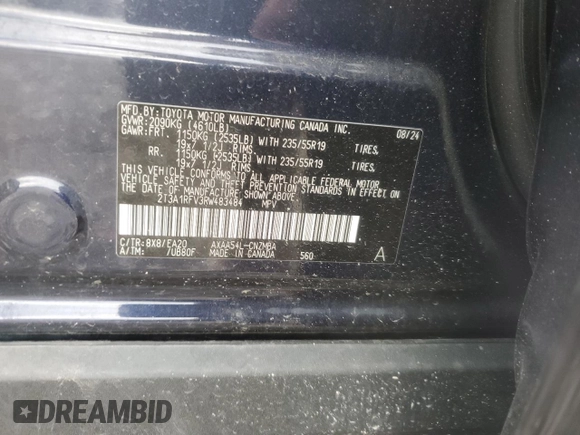 MFD.BY:TOYOTA MOTOR MANUFACTURING CANADA INC. 08/24
GVWR:2090KG (4610LB)
GAWR:FRT. 1150KG (2535LB) WITH 235/55R19 TIRES,
19x7 1/2J RIMS
RR. 1150KG (2535LB) WITH 235/55R19 TIRES,
19x7 1/2J RIMS
THIS VEHICLE CONFORMS TO ALL APPLICABLE FEDERAL MOTOR
VEHICLE SAFETY AND THEFT PREVENTION STANDARDS IN EFFECT
ON THE DATE OF MANUFACTURE SHOWN ABOVE.
2T3A1RFV3RW483484 MPV
C/TR:8X8/EA20 AXAA54L-CNZMBA
A/TM: /UB80F MADE IN CANADA 560 A
DREAMBID